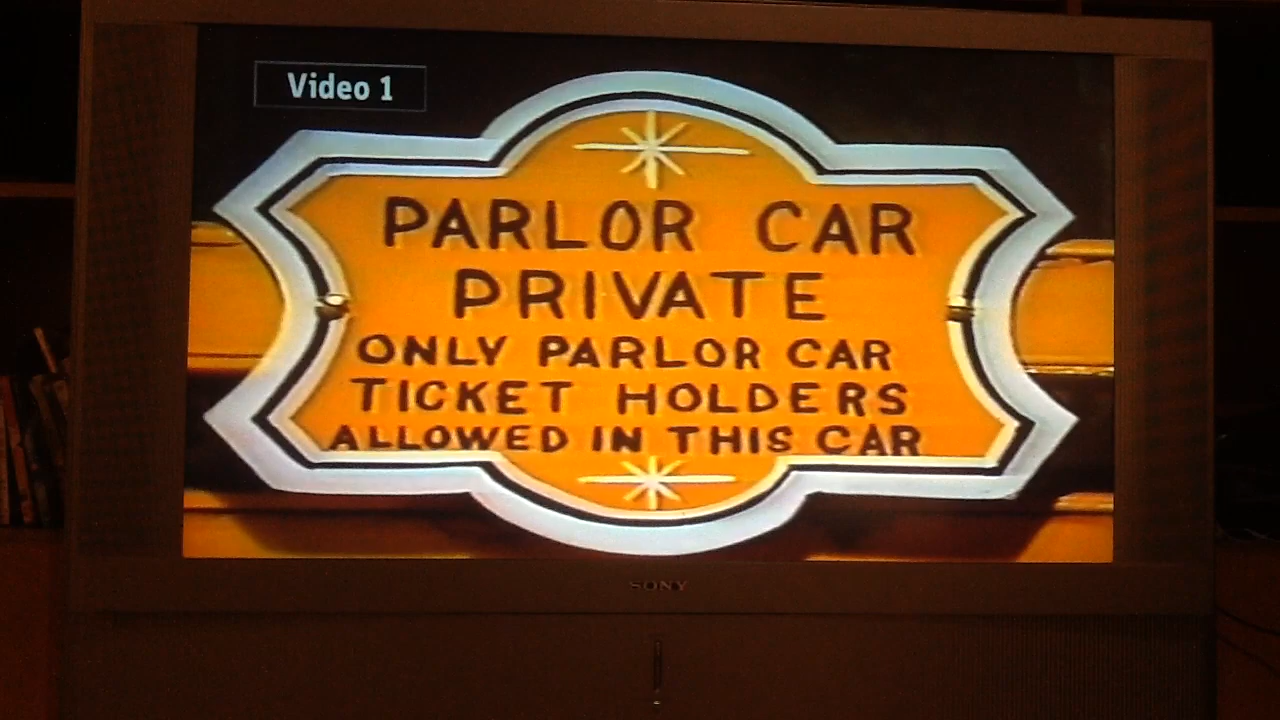 Video 1
PARLOR CAR
PRIVATE
ONLY PARLOR CAR
TICKET HOLDERS
ALLOWED IN THIS CAR
SONY